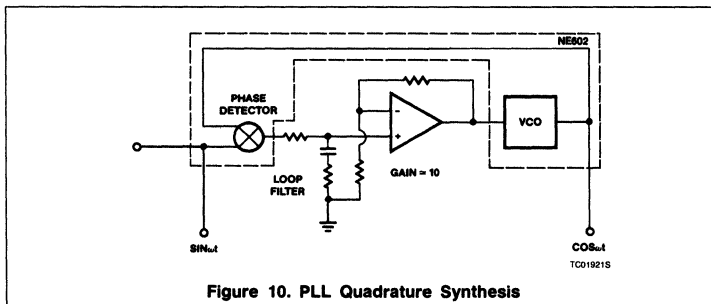 NE602
PHASE
DETECTOR
-
+
VCO
LOOP
FILTER
GAIN ≃ 10
SINωt
COSωt
TC01921S
Figure 10. PLL Quadrature Synthesis